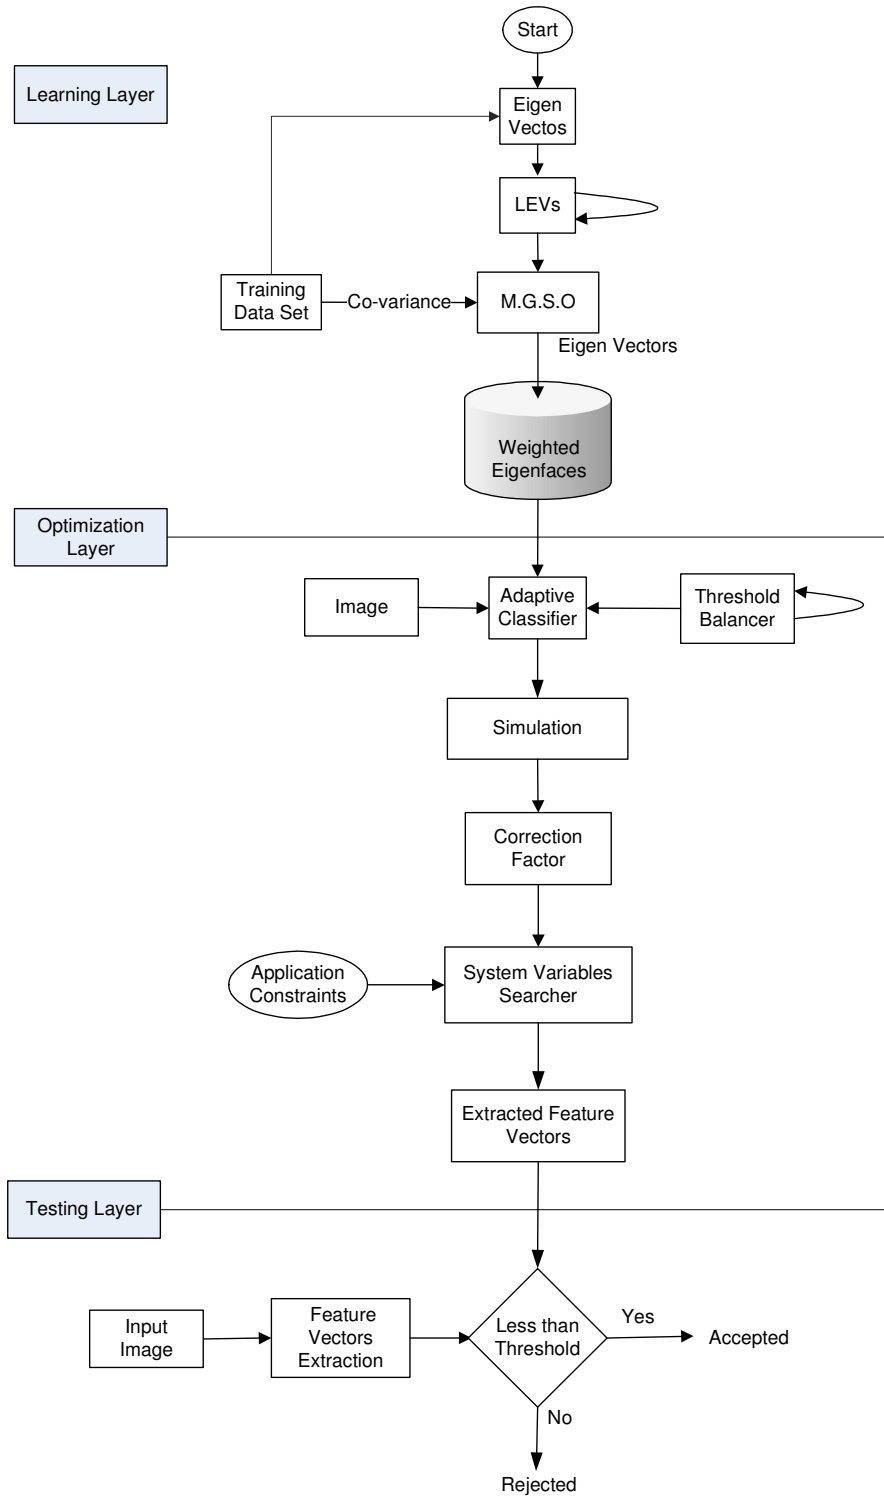 Start
Learning Layer
Eigen
Vectos
LEVs
Training
Data Set
Co-variance
M.G.S.O
Eigen Vectors
Weighted
Eigenfaces
Optimization
Layer
Image
Adaptive
Classifier
Threshold
Balancer
Simulation
Correction
Factor
Application
Constraints
System Variables
Searcher
Extracted Feature
Vectors
Testing Layer
Input
Image
Feature
Vectors
Extraction
Less than
Threshold
Yes
Accepted
No
Rejected